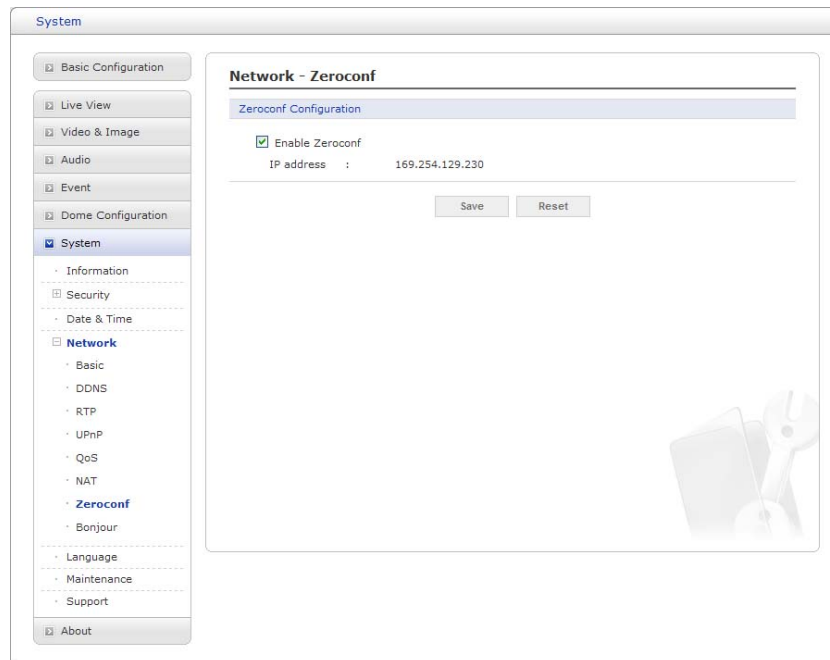 System
Basic Configuration
Live View
Video & Image
Audio
Event
Dome Configuration
System
Information
Security
Date & Time
Network
Basic
DDNS
RTP
UPnP
QoS
NAT
Zeroconf
Bonjour
Language
Maintenance
Support
About
Network - Zeroconf
Zeroconf Configuration
Enable Zeroconf
IP address : 169.254.129.230
Save Reset